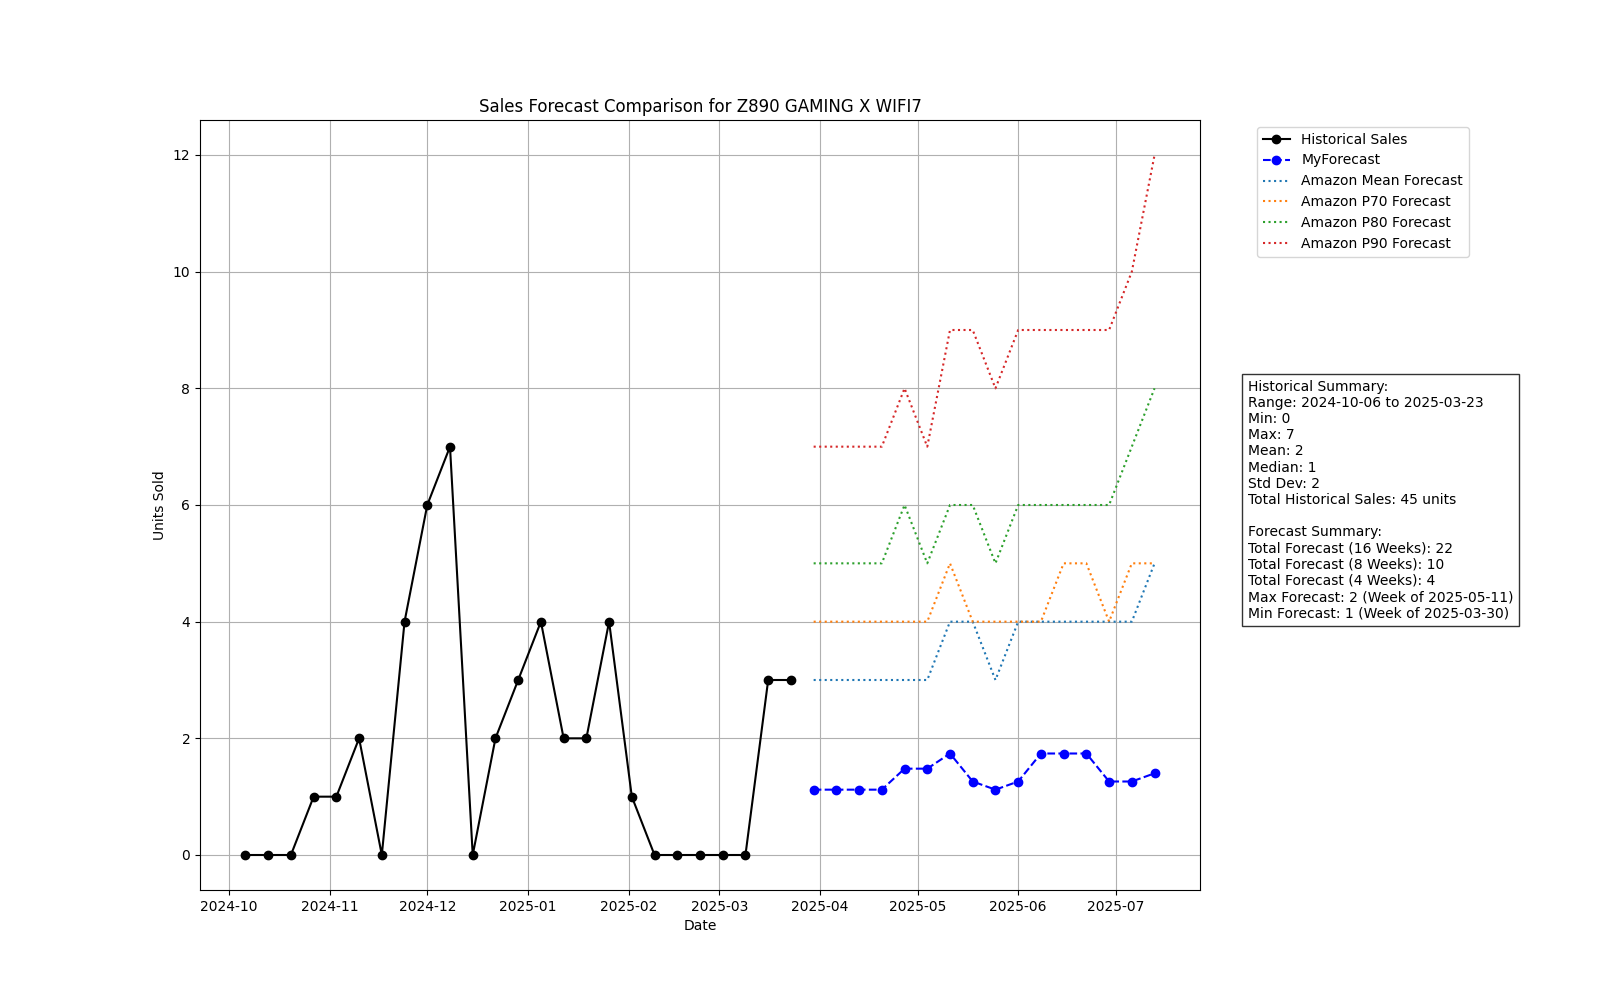 Sales Forecast Comparison for Z890 GAMING X WIFI7
12
10
8
6
4
2
0
Units Sold
2024-10
2024-11
2024-12
2025-01
2025-02
2025-03
2025-04
2025-05
2025-06
2025-07
Date
Historical Sales
MyForecast
Amazon Mean Forecast
Amazon P70 Forecast
Amazon P80 Forecast
Amazon P90 Forecast
Historical Summary:
Range: 2024-10-06 to 2025-03-23
Min: 0
Max: 7
Mean: 2
Median: 1
Std Dev: 2
Total Historical Sales: 45 units
Forecast Summary:
Total Forecast (16 Weeks): 22
Total Forecast (8 Weeks): 10
Total Forecast (4 Weeks): 4
Max Forecast: 2 (Week of 2025-05-11)
Min Forecast: 1 (Week of 2025-03-30)